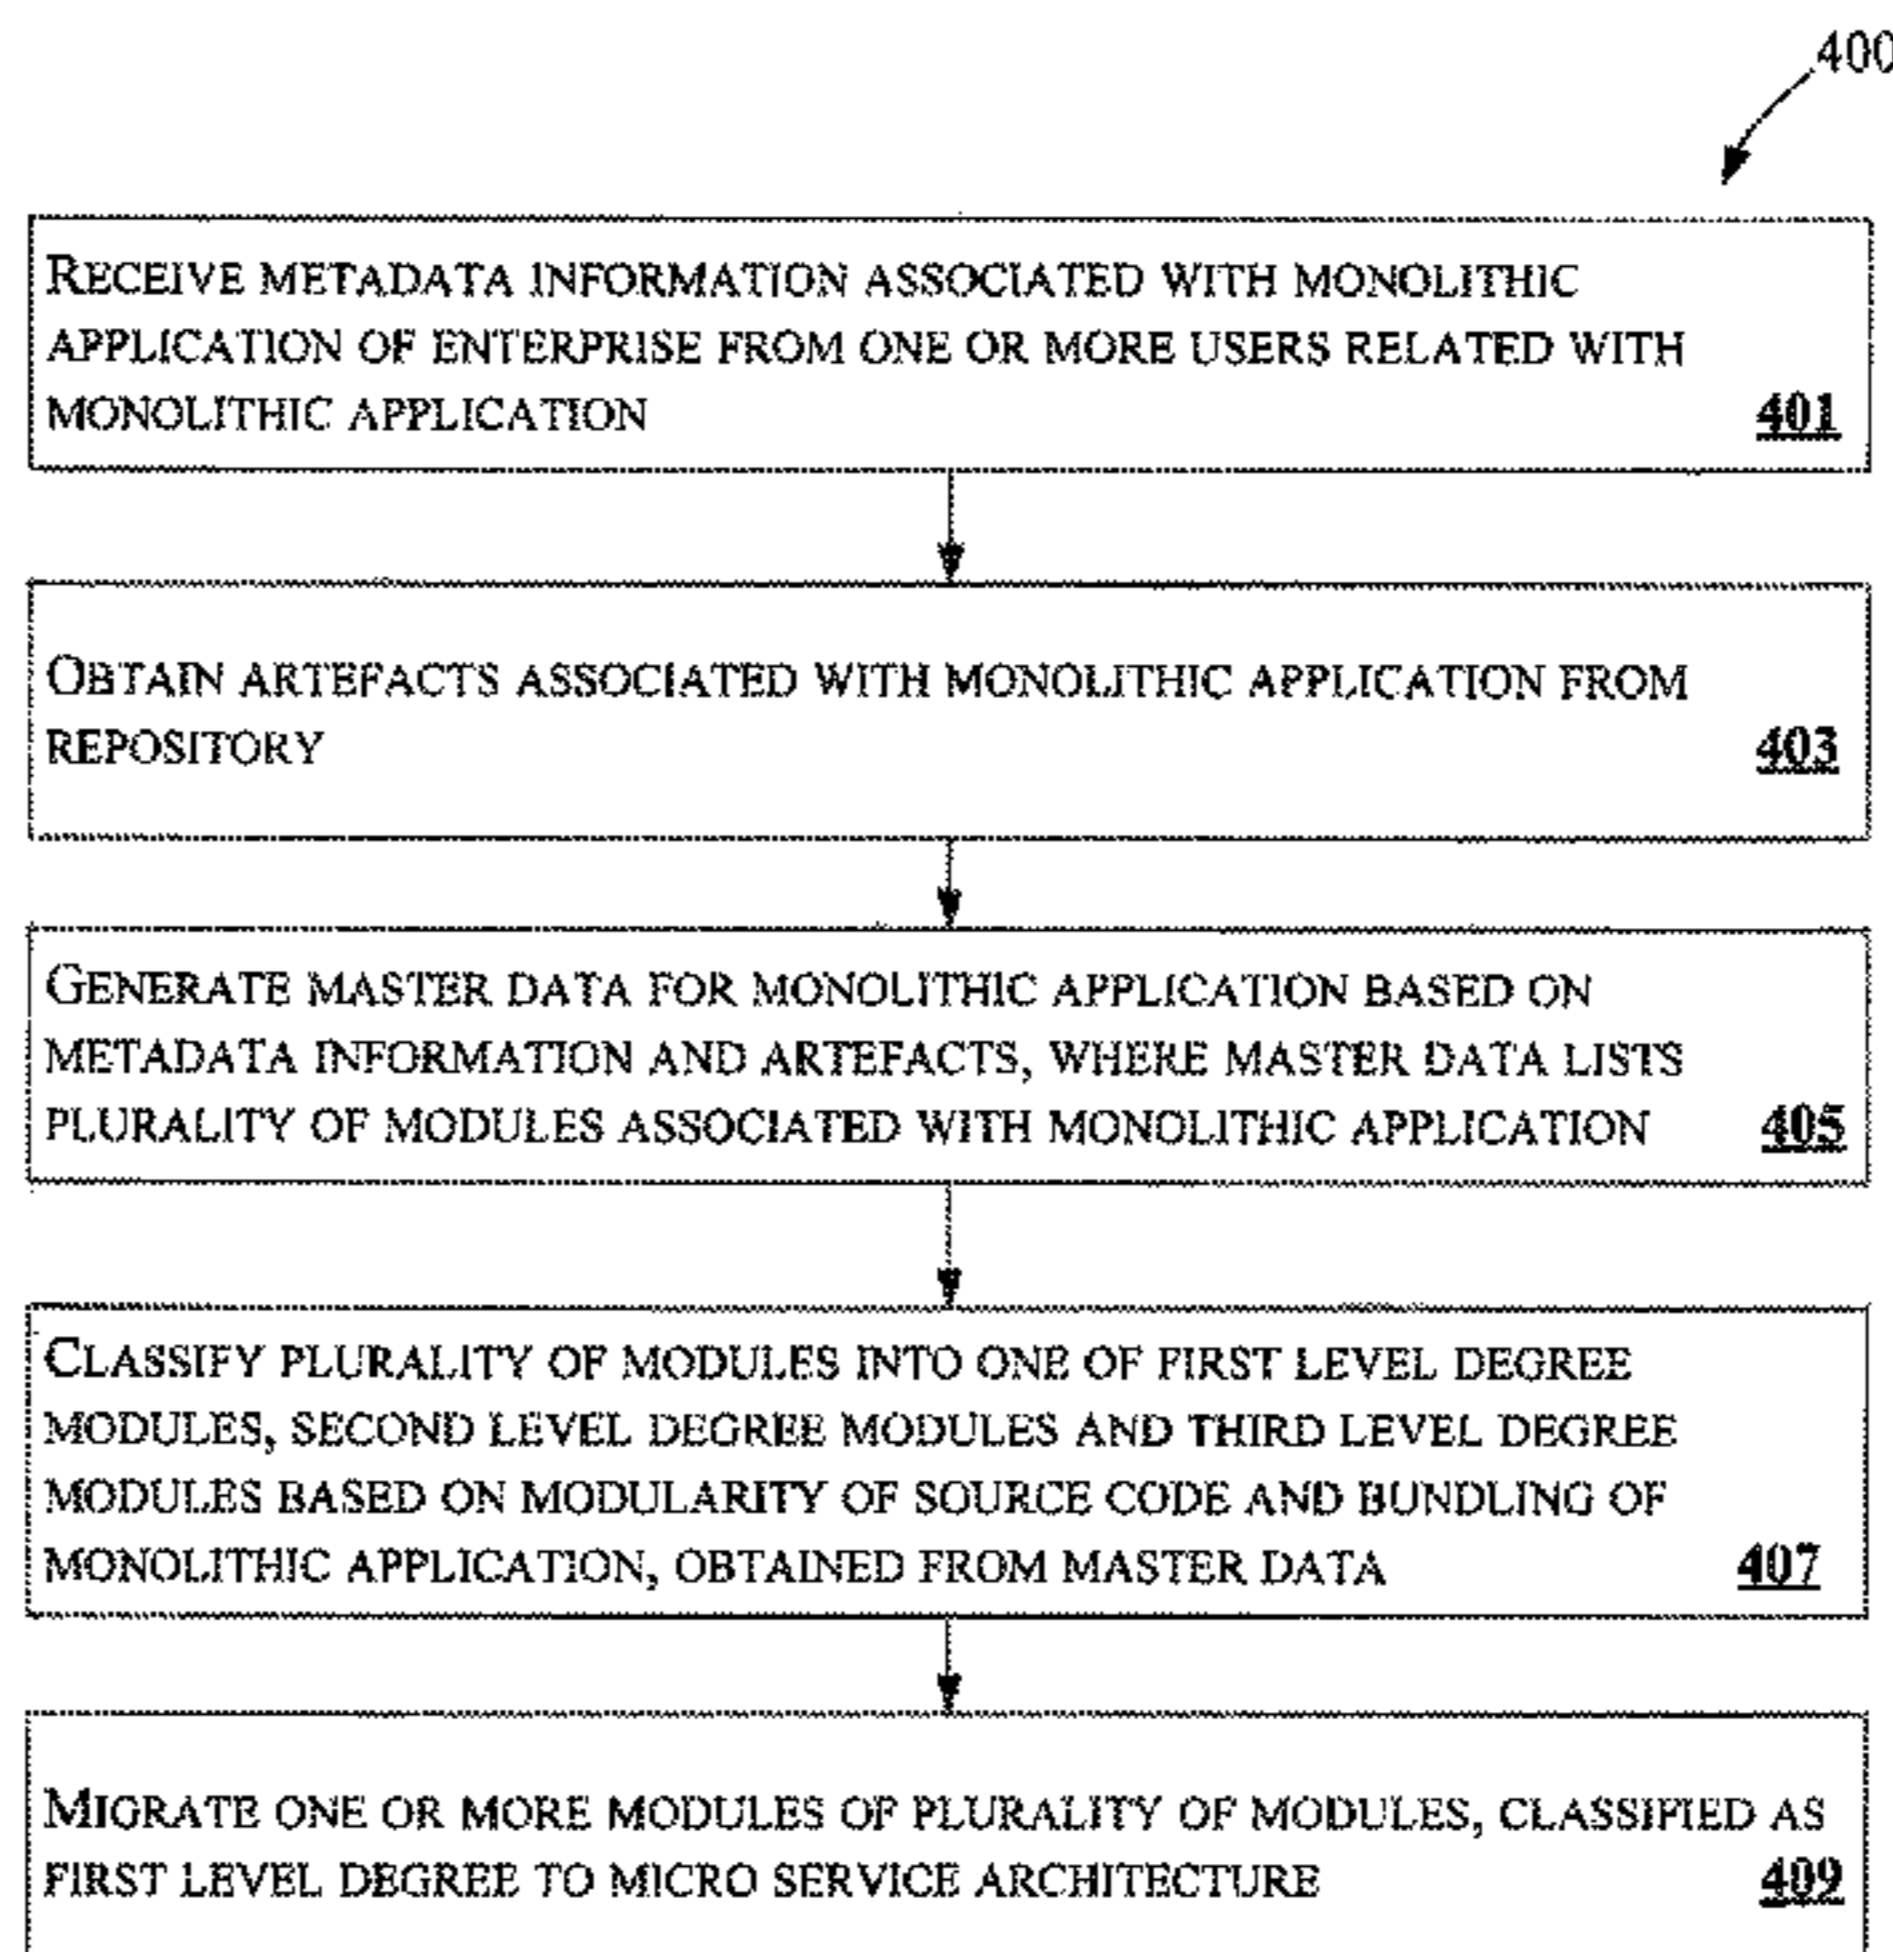 400
RECEIVE METADATA INFORMATION ASSOCIATED WITH MONOLITHIC
APPLICATION OF ENTERPRISE FROM ONE OR MORE USERS RELATED WITH
MONOLITHIC APPLICATION 401
OBTAIN ARTEFACTS ASSOCIATED WITH MONOLITHIC APPLICATION FROM
REPOSITORY 403
GENERATE MASTER DATA FOR MONOLITHIC APPLICATION BASED ON
METADATA INFORMATION AND ARTEFACTS, WHERE MASTER DATA LISTS
PLURALITY OF MODULES ASSOCIATED WITH MONOLITHIC APPLICATION 405
CLASSIFY PLURALITY OF MODULES INTO ONE OF FIRST LEVEL DEGREE
MODULES, SECOND LEVEL DEGREE MODULES AND THIRD LEVEL DEGREE
MODULES BASED ON MODULARITY OF SOURCE CODE AND BUNDLING OF
MONOLITHIC APPLICATION, OBTAINED FROM MASTER DATA 407
MIGRATE ONE OR MORE MODULES OF PLURALITY OF MODULES, CLASSIFIED AS
FIRST LEVEL DEGREE TO MICRO SERVICE ARCHITECTURE 409